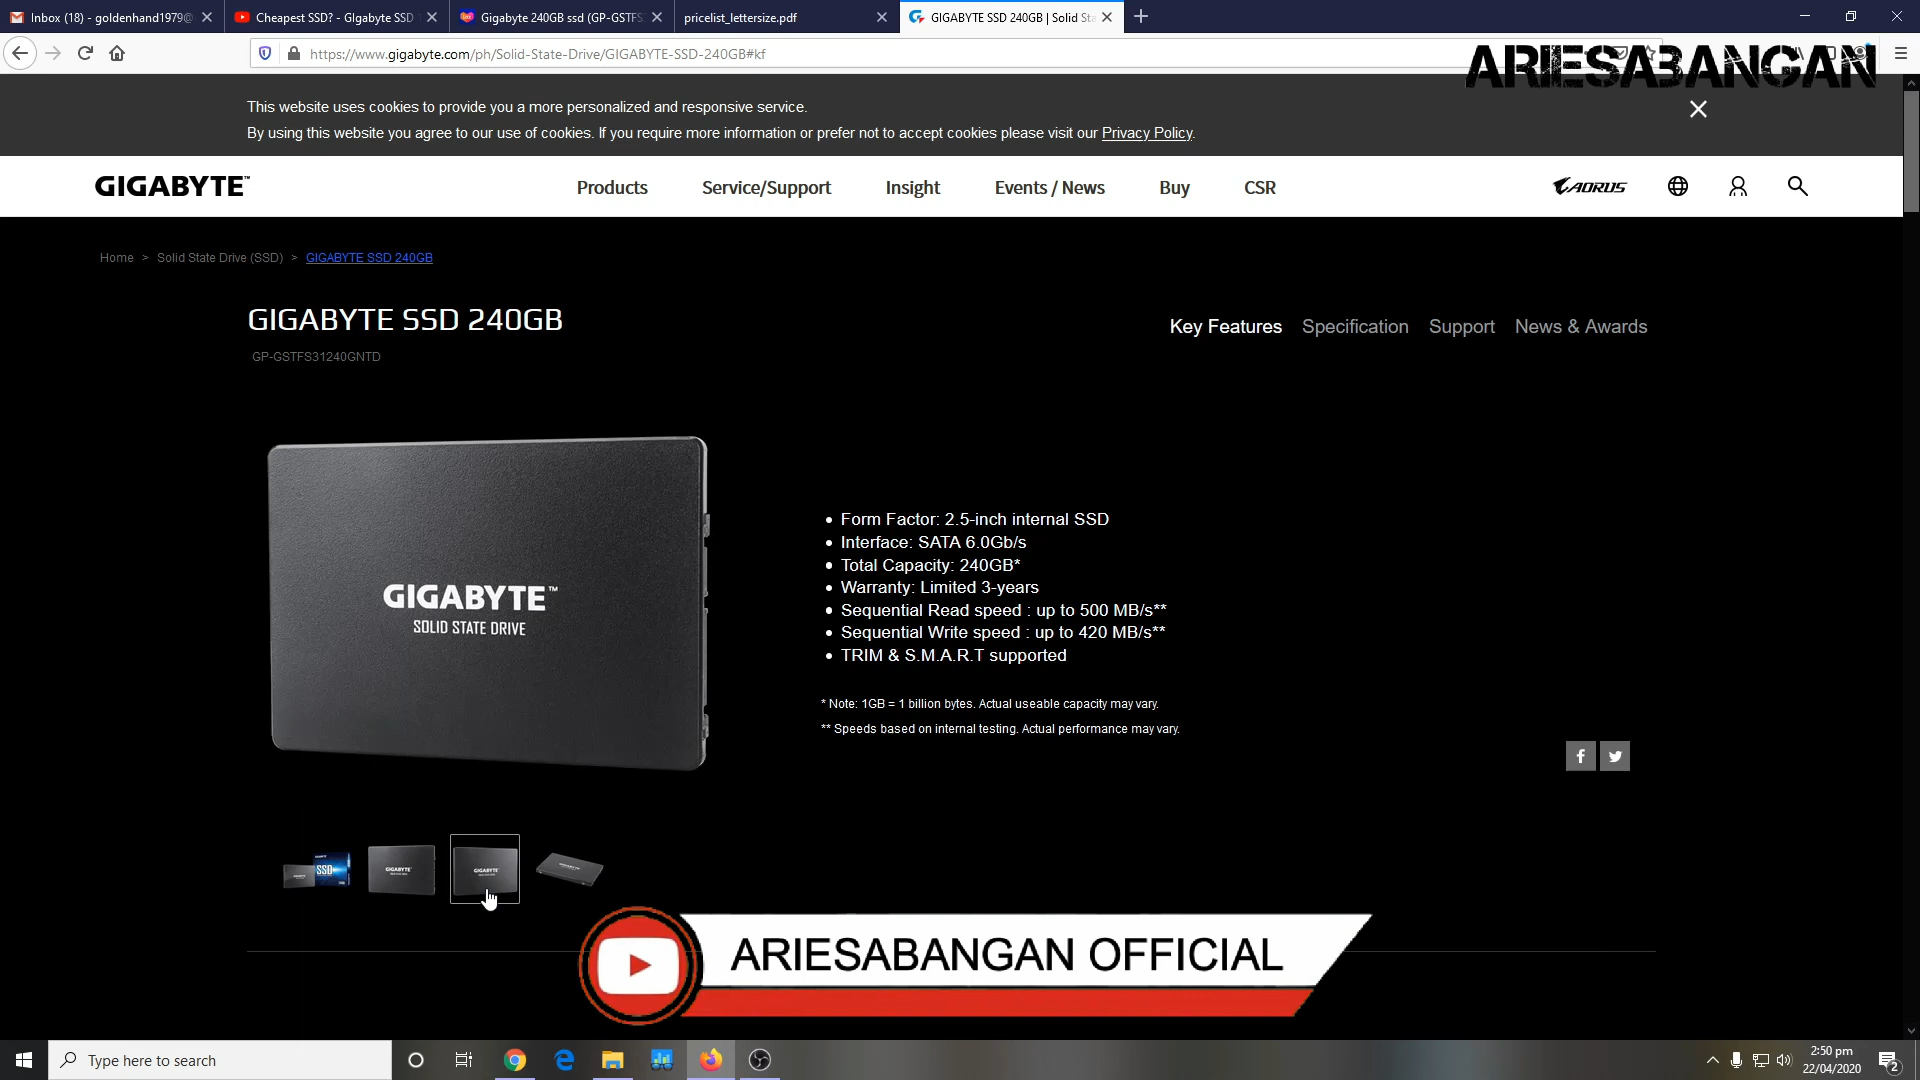 Inbox (18) - goldenhand1979@
Cheapest SSD? - GIgabyte SSD
Gigabyte 240GB ssd (GP-GSTFS
pricelist_lettersize.pdf
GIGABYTE SSD 240GB | Solid Sta
https://www.gigabyte.com/ph/Solid-State-Drive/GIGABYTE-SSD-240GB#kf
ARIESABANGAN
This website uses cookies to provide you a more personalized and responsive service.
By using this website you agree to our use of cookies. If you require more information or prefer not to accept cookies please visit our Privacy Policy.
GIGABYTE™
Products
Service/Support
Insight
Events / News
Buy
CSR
AORUS
Home > Solid State Drive (SSD) > GIGABYTE SSD 240GB
GIGABYTE SSD 240GB
GP-GSTFS31240GNTD
Key Features
Specification
Support
News & Awards
GIGABYTE™
SOLID STATE DRIVE
• Form Factor: 2.5-inch internal SSD
• Interface: SATA 6.0Gb/s
• Total Capacity: 240GB*
• Warranty: Limited 3-years
• Sequential Read speed : up to 500 MB/s**
• Sequential Write speed : up to 420 MB/s**
• TRIM & S.M.A.R.T supported
* Note: 1GB = 1 billion bytes. Actual useable capacity may vary.
** Speeds based on internal testing. Actual performance may vary.
SSD
GIGABYTE
GIGABYTE
ARIESABANGAN OFFICIAL
Type here to search
2:50 pm
22/04/2020
2